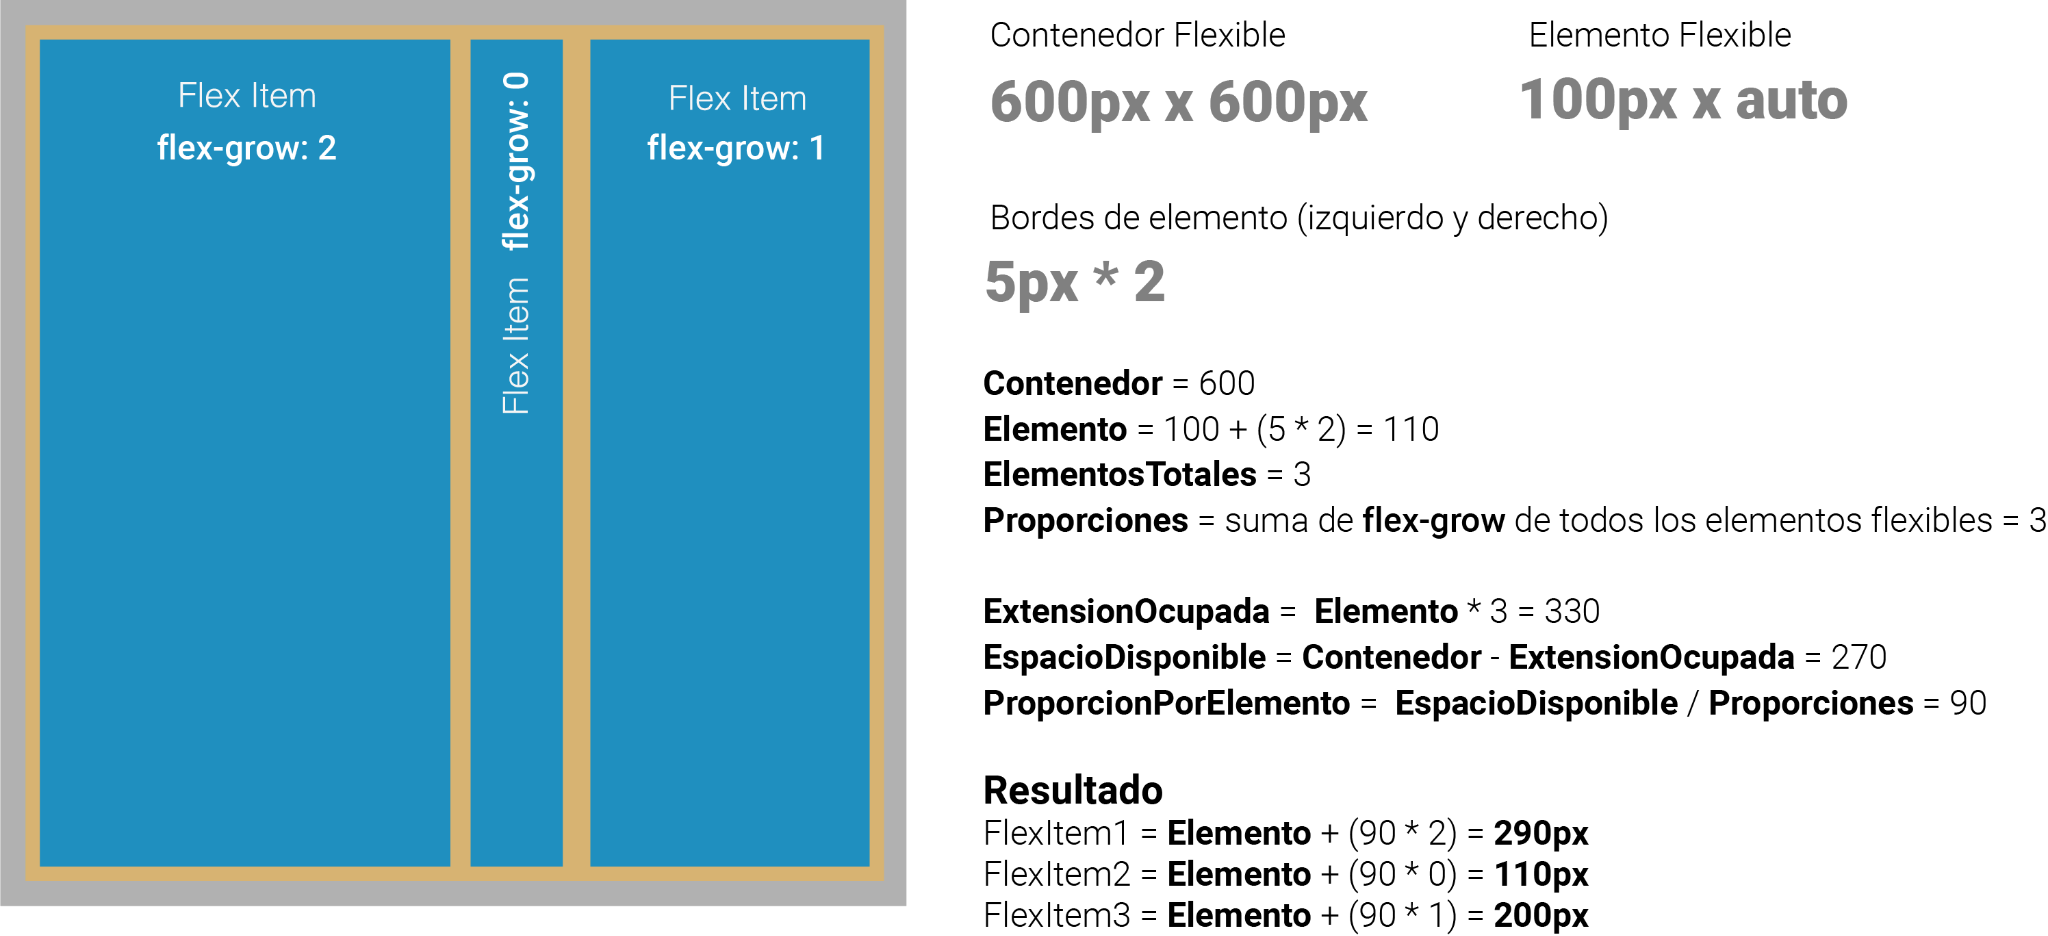 Flex Item
flex-grow: 2
Flex Item flex-grow: 0
Flex Item
flex-grow: 1
Contenedor Flexible
600px x 600px
Elemento Flexible
100px x auto
Bordes de elemento (izquierdo y derecho)
5px * 2
Contenedor = 600
Elemento = 100 + (5 * 2) = 110
ElementosTotales = 3
Proporciones = suma de flex-grow de todos los elementos flexibles = 3
ExtensionOcupada = Elemento * 3 = 330
EspacioDisponible = Contenedor - ExtensionOcupada = 270
ProporcionPorElemento = EspacioDisponible / Proporciones = 90
Resultado
FlexItem1 = Elemento + (90 * 2) = 290px
FlexItem2 = Elemento + (90 * 0) = 110px
FlexItem3 = Elemento + (90 * 1) = 200px